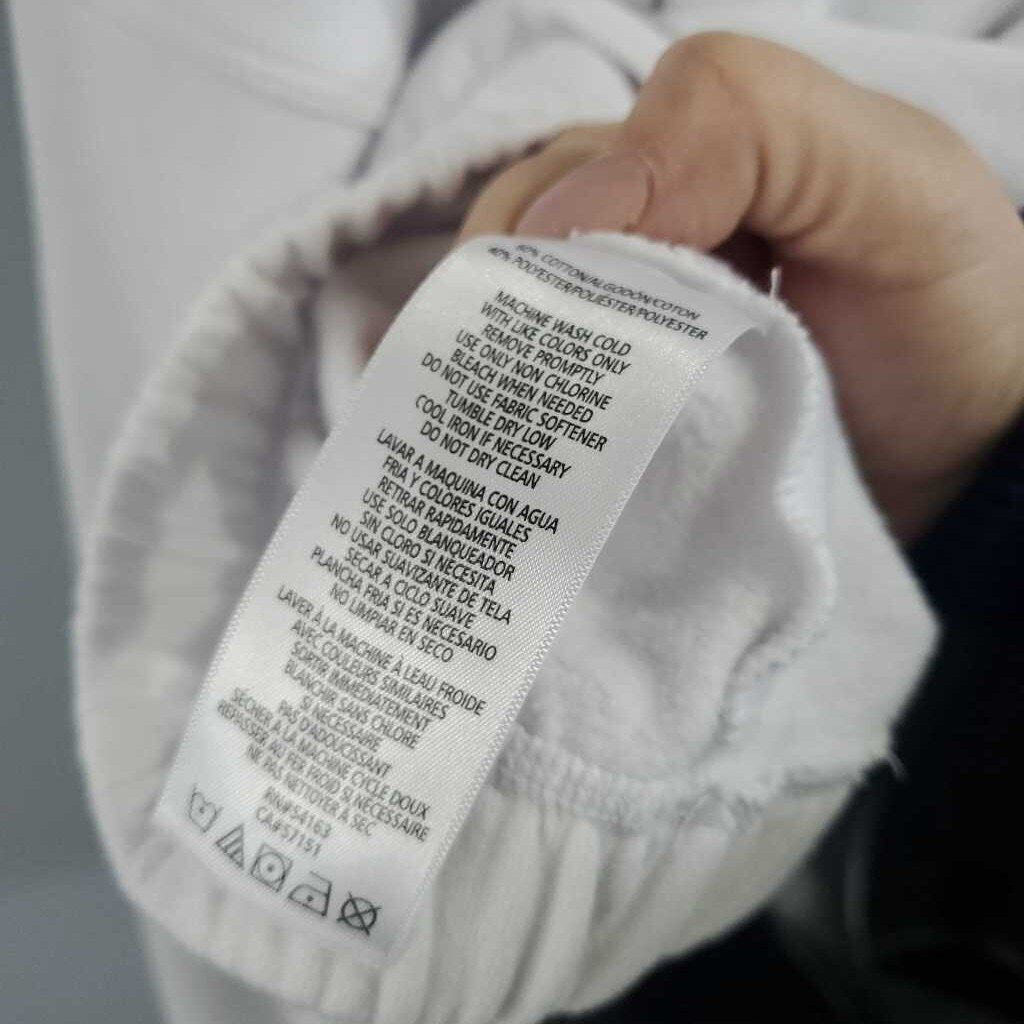 60% COTTON/ALGODÓN/COTON
40% POLYESTER/POLIESTER/POLYESTER
MACHINE WASH COLD
WITH LIKE COLORS ONLY
REMOVE PROMPTLY
USE ONLY NON CHLORINE
BLEACH WHEN NEEDED
DO NOT USE FABRIC SOFTENER
TUMBLE DRY LOW
COOL IRON IF NECESSARY
DO NOT DRY CLEAN
LAVAR A MAQUINA CON AGUA
FRIA Y COLORES IGUALES
RETIRAR RAPIDAMENTE
USE SOLO BLANQUEADOR
SIN CLORO SI NECESITA
NO USAR SUAVIZANTE DE TELA
SECAR A CICLO SUAVE
PLANCHA FRIA SI ES NECESARIO
NO LIMPIAR EN SECO
LAVER À LA MACHINE À L'EAU FROIDE
AVEC COULEURS SIMILAIRES
SORTIR IMMÉDIATEMENT
BLANCHIR SANS CHLORE
SI NÉCESSAIRE
PAS D'ADOUCISSANT
SÉCHER À LA MACHINE CYCLE DOUX
RÉPASSER AU FER FROID SI NÉCESSAIRE
NE PAS NETTOYER À SEC
RN#54163
CA#57151